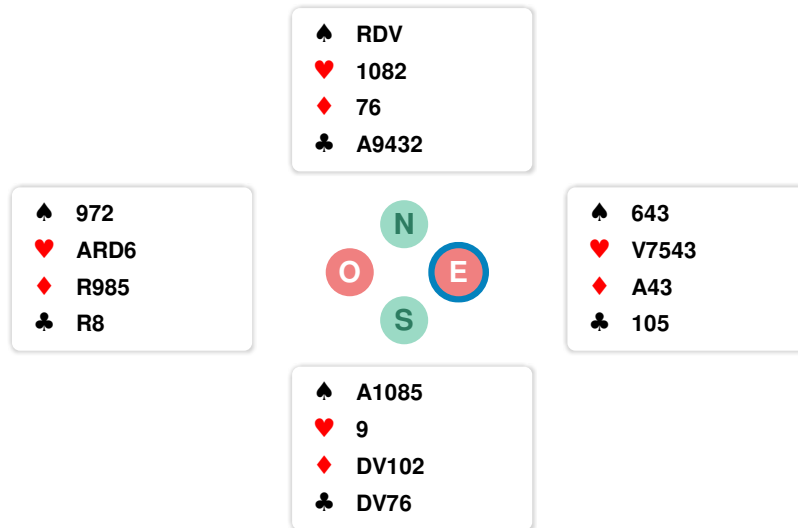 ♠ RDV
♥ 1082
♦ 76
♣ A9432
♠ 972
♥ ARD6
♦ R985
♣ R8
N
O E
S
♠ 643
♥ V7543
♦ A43
♣ 105
♠ A1085
♥ 9
♦ DV102
♣ DV76